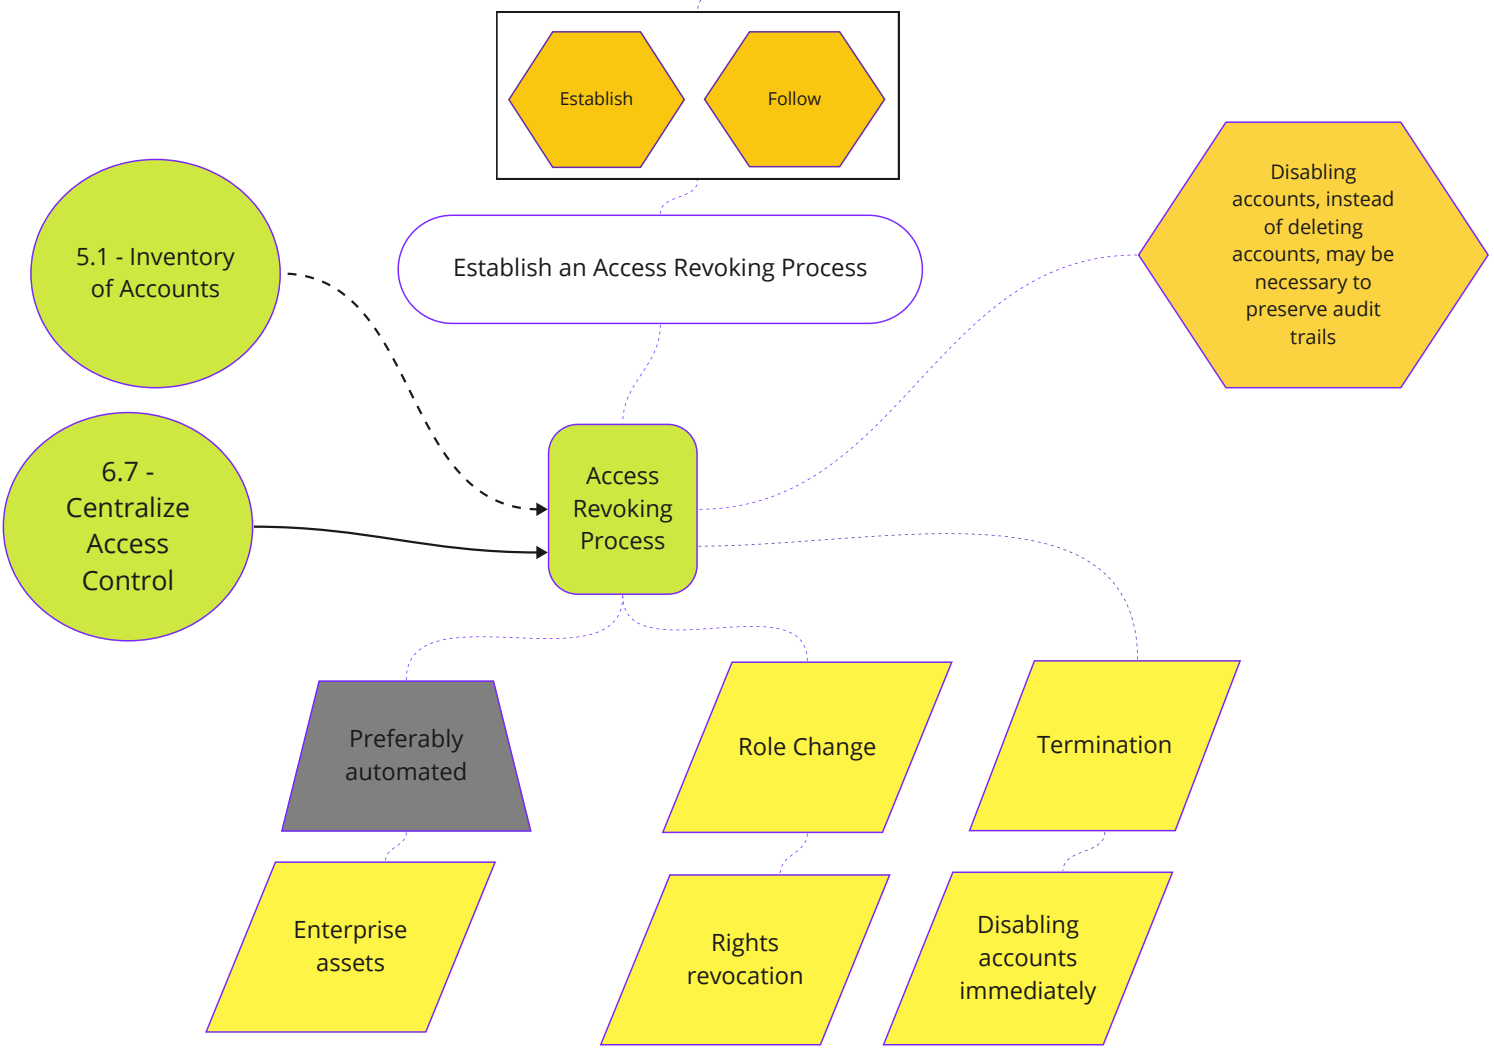 Establish
Follow
Disabling
accounts, instead
of deleting
accounts, may be
necessary to
preserve audit
trails
5.1 - Inventory
of Accounts
Establish an Access Revoking Process
6.7 -
Centralize
Access
Control
Access
Revoking
Process
Preferably
automated
Role Change
Termination
Enterprise
assets
Rights
revocation
Disabling
accounts
immediately